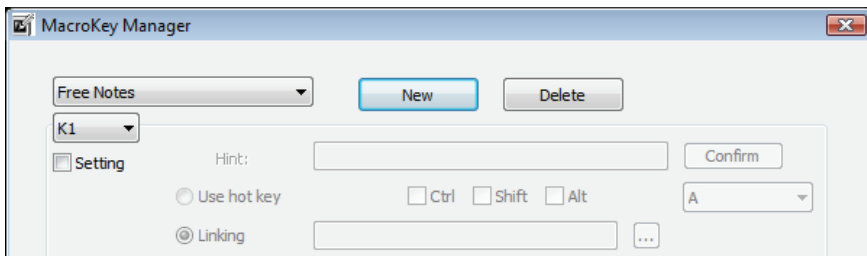 MacroKey Manager
Free Notes New Delete
K1
Setting Hint: Confirm
Use hot key Ctrl Shift Alt A
Linking ...